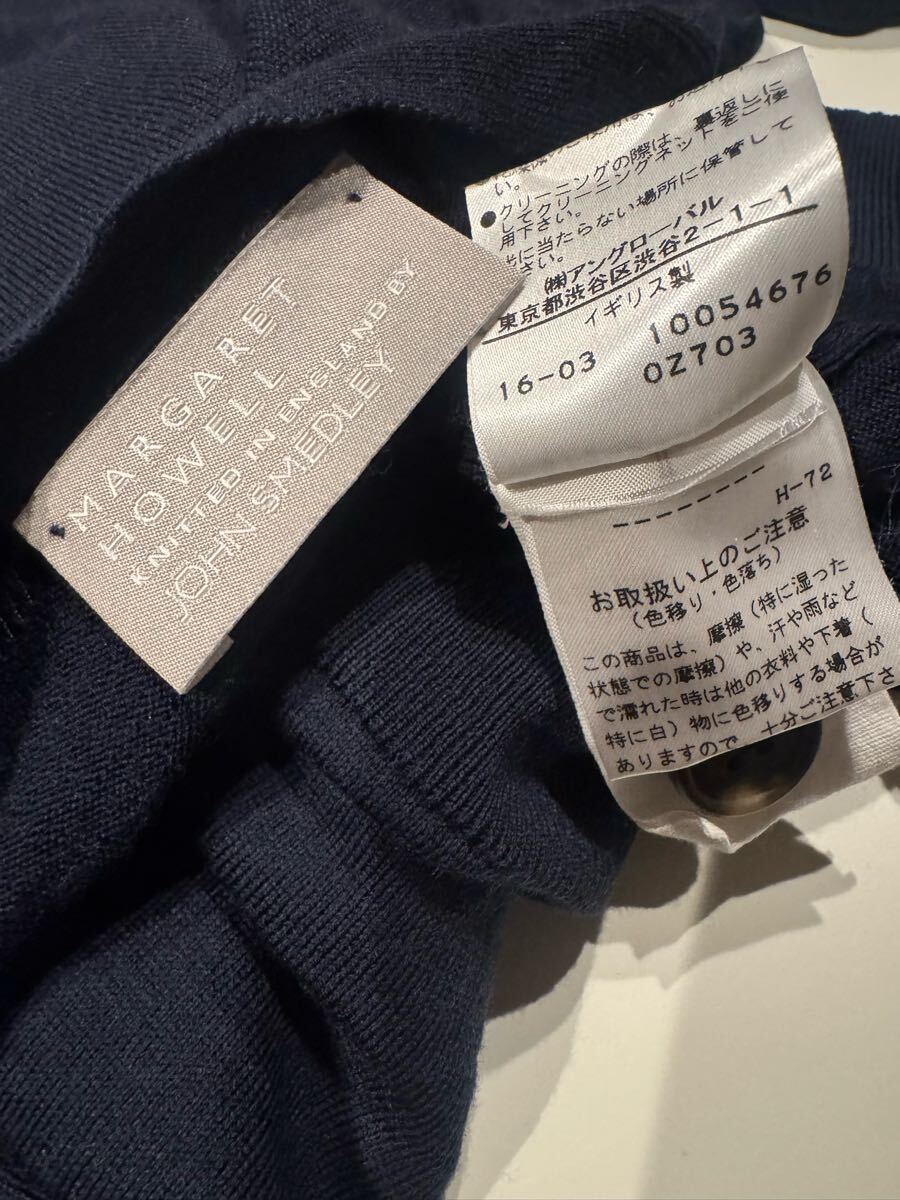 MARGARET
HOWELL
KNITTED IN ENGLAND BY
JOHN SMEDLEY
い。
●クリーニングの際は、裏返しに
してクリーニングネットをご使
用下さい。
光に当たらない場所に保管して
下さい。
㈱アングローバル
東京都渋谷区渋谷2-1-1
イギリス製
16-03 10054676
0Z703
--------
H-72
お取扱い上のご注意
(色移り・色落ち)
この商品は、摩擦(特に湿った
状態での摩擦)や、汗や雨など
で濡れた時は他の衣料や下着(
特に白)物に色移りする場合が
ありますので、十分ご注意下さ